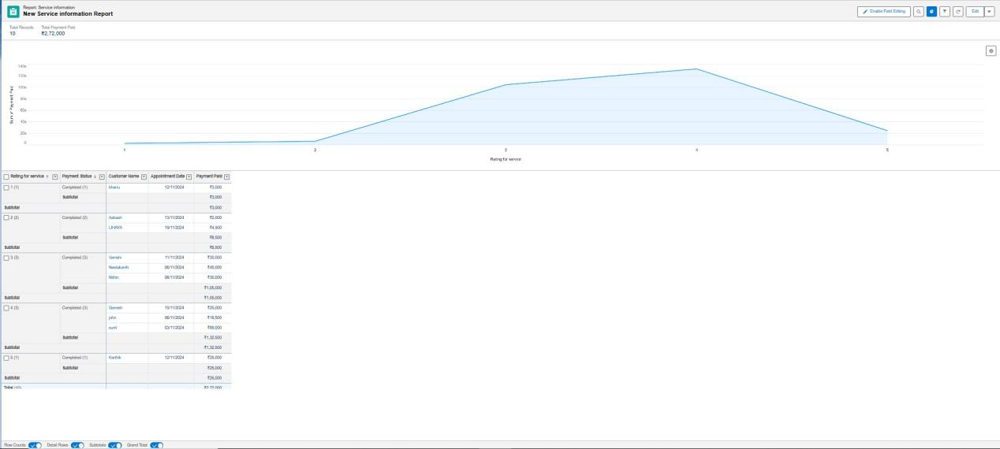 Report: Service information
New Service information Report
Enable Field Editing
Edit
Total Records
Total Payment Paid
10
₹2,72,000
140k
120k
100k
80k
60k
40k
20k
0
Sum of Payment Paid
1 2 3 4 5
Rating for service
Rating for service ↑ Payment Status ↓ Customer Name Appointment Date Payment Paid
1 (1) Completed (1) bhanu 12/11/2024 ₹3,000
Subtotal ₹3,000
Subtotal ₹3,000
2 (2) Completed (2) Aakash 13/11/2024 ₹2,000
19/11/2024 ₹4,500
Subtotal ₹6,500
Subtotal ₹6,500
3 (3) Completed (3) Vamshi 11/11/2024 ₹30,000
Neelakanth 06/11/2024 ₹45,000
Nithin 06/11/2024 ₹30,000
Subtotal ₹1,05,000
Subtotal ₹1,05,000
4 (3) Completed (3) Ganesh 15/11/2024 ₹25,000
john 06/11/2024 ₹18,500
sunil 03/11/2024 ₹89,000
Subtotal ₹1,32,500
Subtotal ₹1,32,500
5 (1) Completed (1) Karthik 12/11/2024 ₹25,000
Subtotal ₹25,000
Subtotal ₹25,000
Total (10) ₹2,72,000
Row Counts Detail Rows Subtotals Grand Total